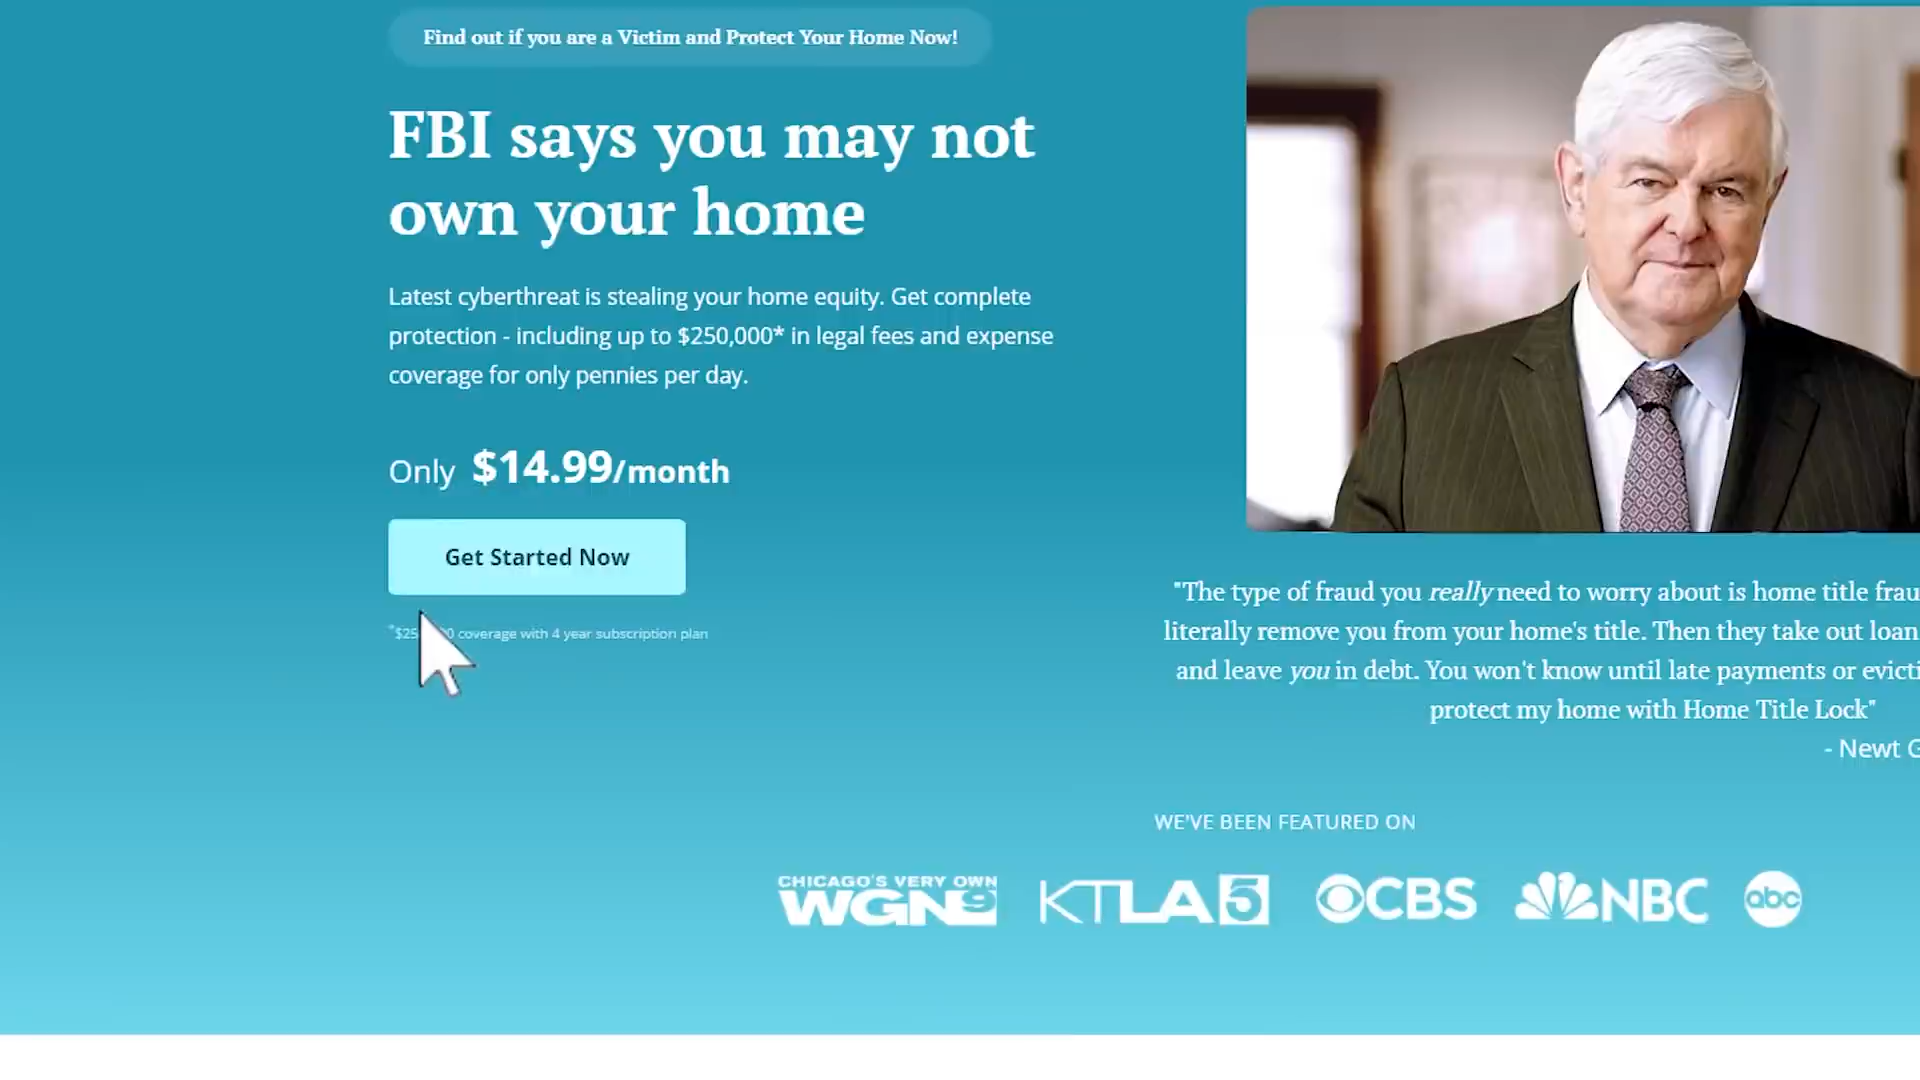 Find out if you are a Victim and Protect Your Home Now!
FBI says you may not
own your home
Latest cyberthreat is stealing your home equity. Get complete
protection - including up to $250,000* in legal fees and expense
coverage for only pennies per day.
Only $14.99/month
Get Started Now
coverage with 4 year subscription plan
"The type of fraud you really need to worry about is home title
literally remove you from your home's title. Then they take out
and leave you in debt. You won't know until late payments or
protect my home with Home Title Lock"
- Newt
WE'VE BEEN FEATURED ON
CHICAGO'S VERY OWN
WGN9
KTLA 5
CBS
NBC
abc